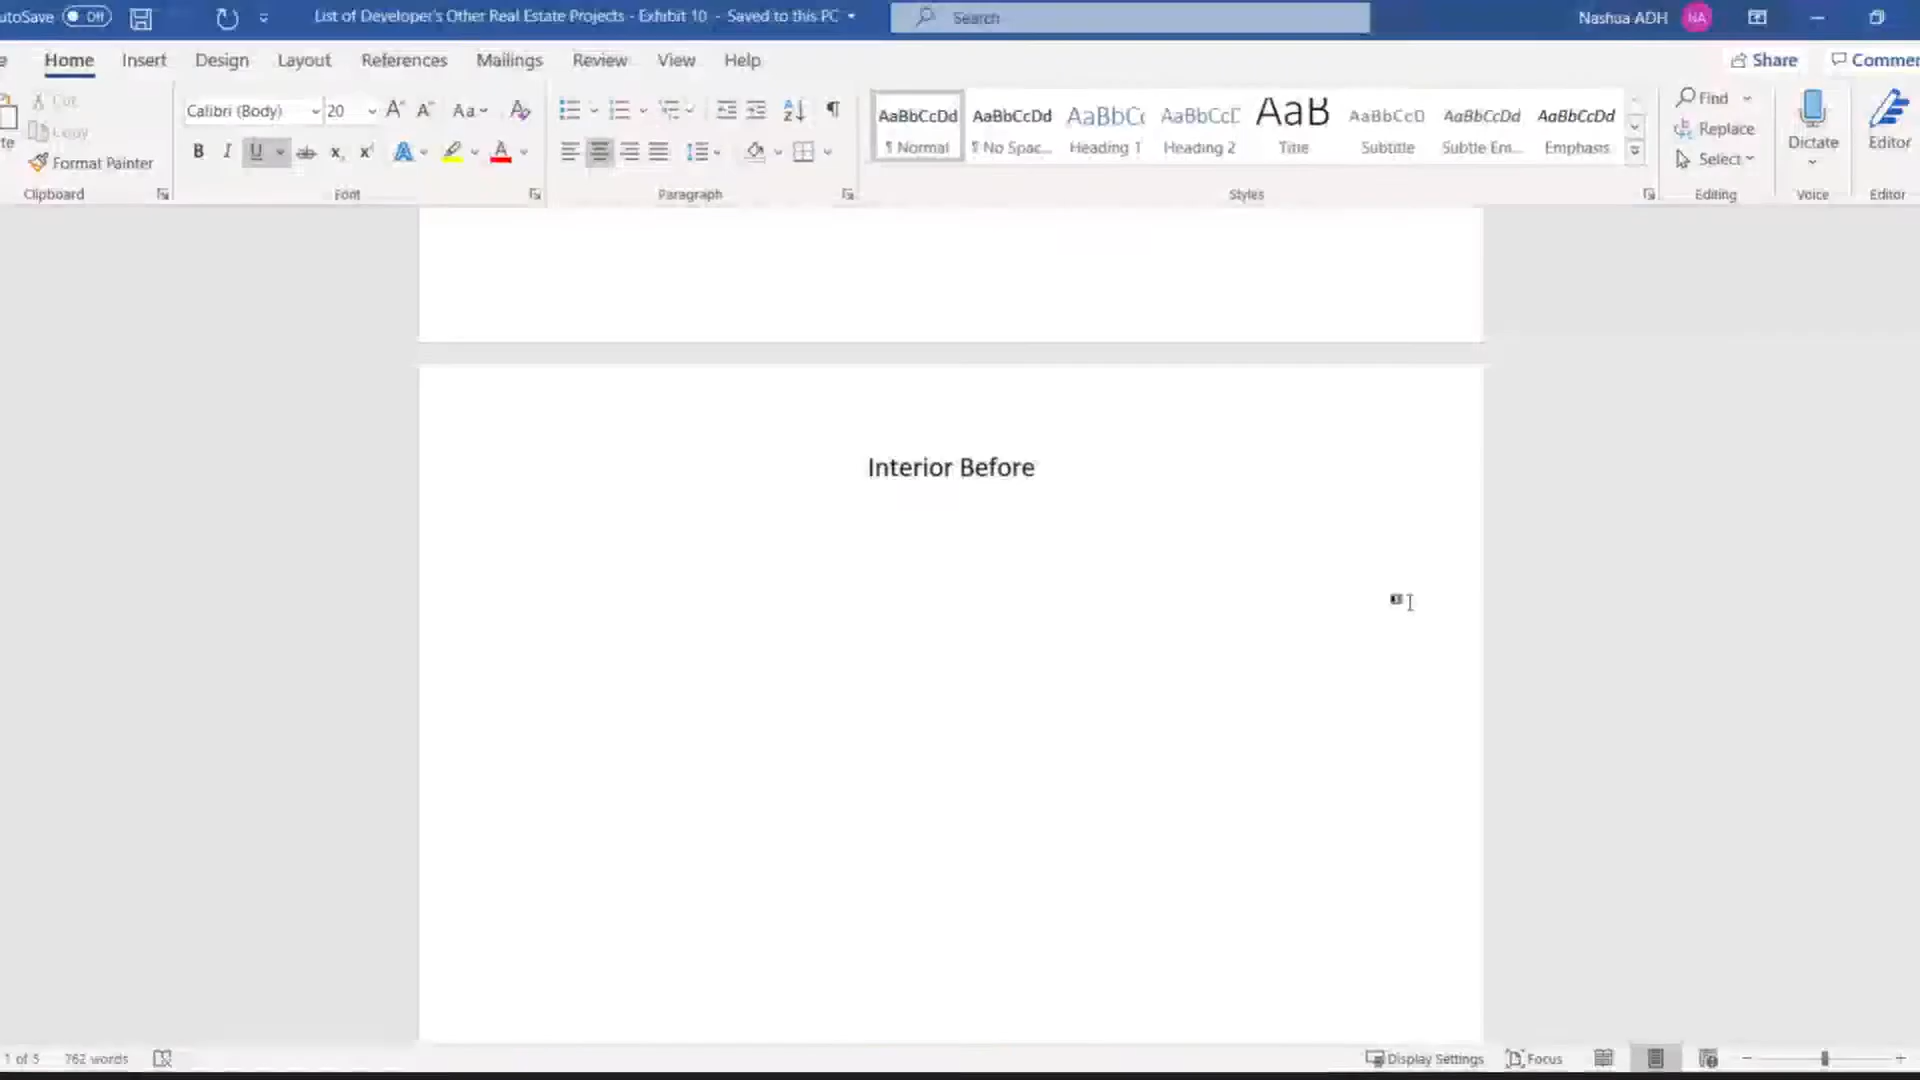 utoSave Off List of Developer's Other Real Estate Projects - Exhibit 10 - Saved to this PC Search Nashua ADH NA
e Home Insert Design Layout References Mailings Review View Help Share Commen
Cut
Copy
te
Format Painter
Clipboard
Calibri (Body) 20 A A Aa A
B I U ab x x A A
Font
Paragraph
AaBbCcDd AaBbCcDd AaBbCc AaBbCcD AaB AaBbCcD AaBbCcDd AaBbCcDd
¶ Normal ¶ No Spac... Heading 1 Heading 2 Title Subtitle Subtle Em... Emphasis
Styles
Find
Replace
Select
Editing
Dictate
Voice
Editor
Editor
Interior Before
1 of 5 762 words Display Settings Focus